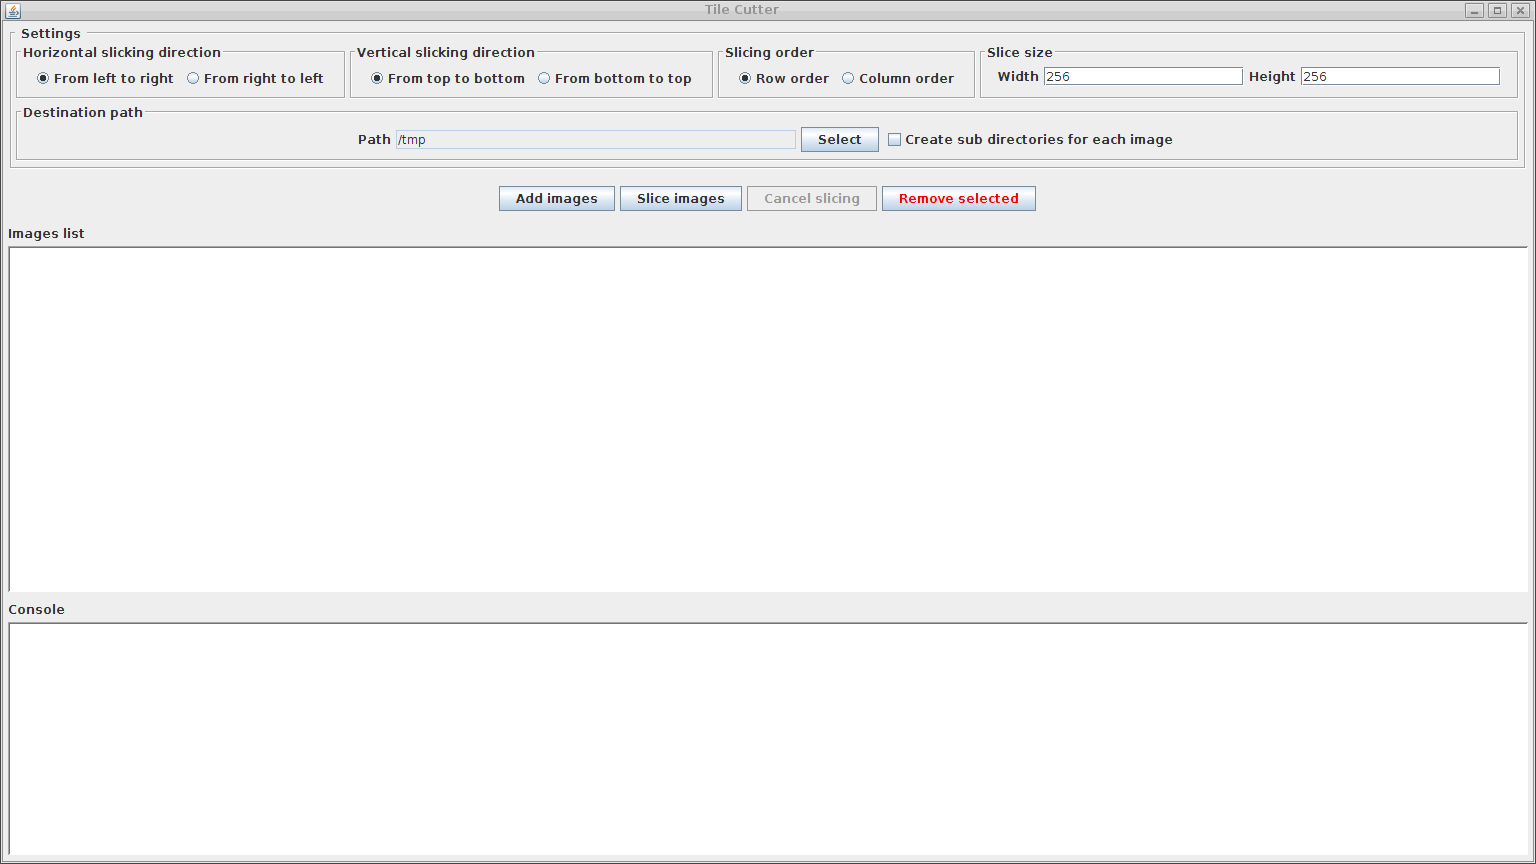 Tile Cutter
Settings
Horizontal slicking direction
From left to right From right to left
Vertical slicking direction
From top to bottom From bottom to top
Slicing order
Row order Column order
Slice size
Width 256 Height 256
Destination path
Path /tmp Select Create sub directories for each image
Add images Slice images Cancel slicing Remove selected
Images list
Console